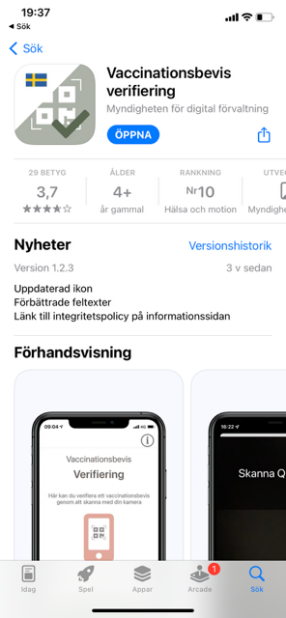 19:37
◀ Sök
Sök
Vaccinationsbevis
verifiering
Myndigheten för digital förvaltning
ÖPPNA
29 BETYG
ÅLDER
RANKNING
UTVE
3,7
4+
Nr10
år gammal
Hälsa och motion
Myndighe
Nyheter
Versionshistorik
Version 1.2.3
3 v sedan
Uppdaterad ikon
Förbättrade feltexter
Länk till integritetspolicy på informationssidan
Förhandsvisning
09:04
4G
16:22
Vaccinationsbevis
Verifiering
Skanna Q
Här kan du verifiera ett vaccinationsbevis
genom att skanna med din kamera
Idag
Spel
Appar
Arcade
1
Sök